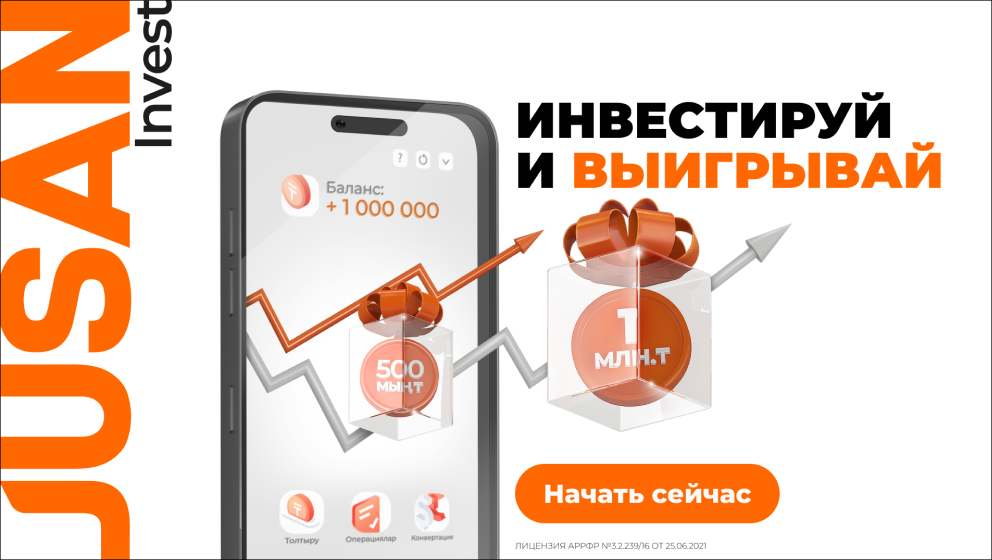 JUSAN
Invest
ИНВЕСТИРУЙ
И ВЫИГРЫВАЙ
?
Баланс:
+ 1 000 000
1
МЛН.Т
500
МЫҢ.Т
Толтыру
Операциялар
Конвертация
Начать сейчас
ЛИЦЕНЗИЯ АРРФР №3.2.239/16 ОТ 25.06.2021